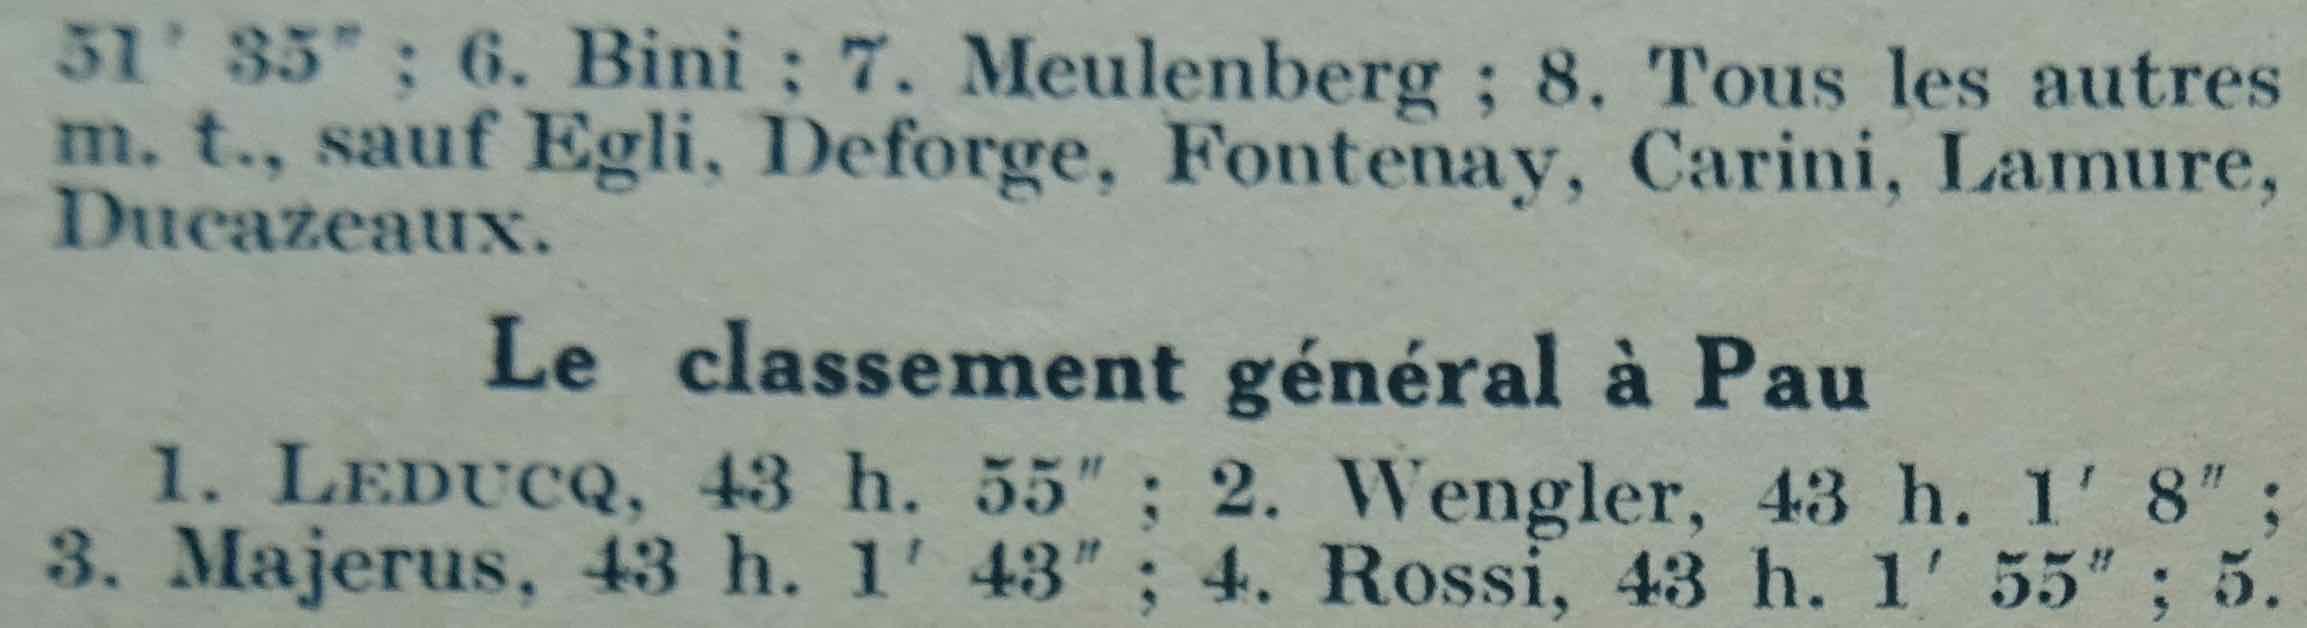 51' 35" ; 6. Bini ; 7. Meulenberg ; 8. Tous les autres
m. t., sauf Egli, Deforge, Fontenay, Carini, Lamure,
Ducazeaux.
Le classement général à Pau
1. LEDUCQ, 43 h. 55" ; 2. Wengler, 43 h. 1' 8" ;
3. Majerus, 43 h. 1' 43" ; 4. Rossi, 43 h. 1' 55" ; 5.